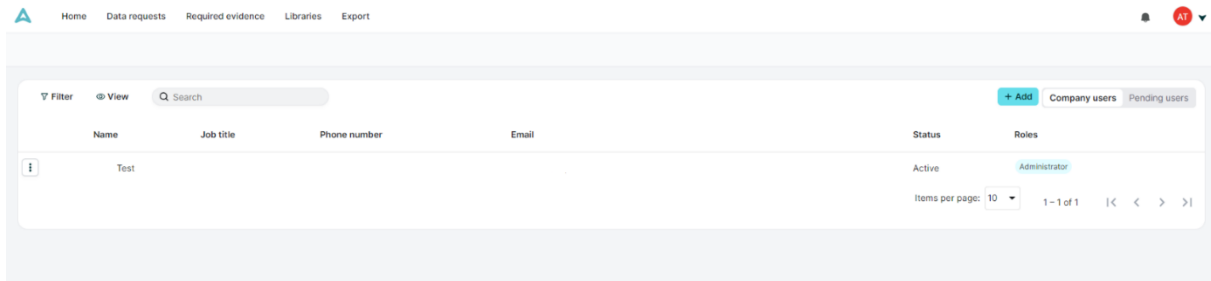 Home Data requests Required evidence Libraries Export AT
Filter View Search + Add Company users Pending users
Name Job title Phone number Email Status Roles
Test Active Administrator
Items per page: 10 1 – 1 of 1